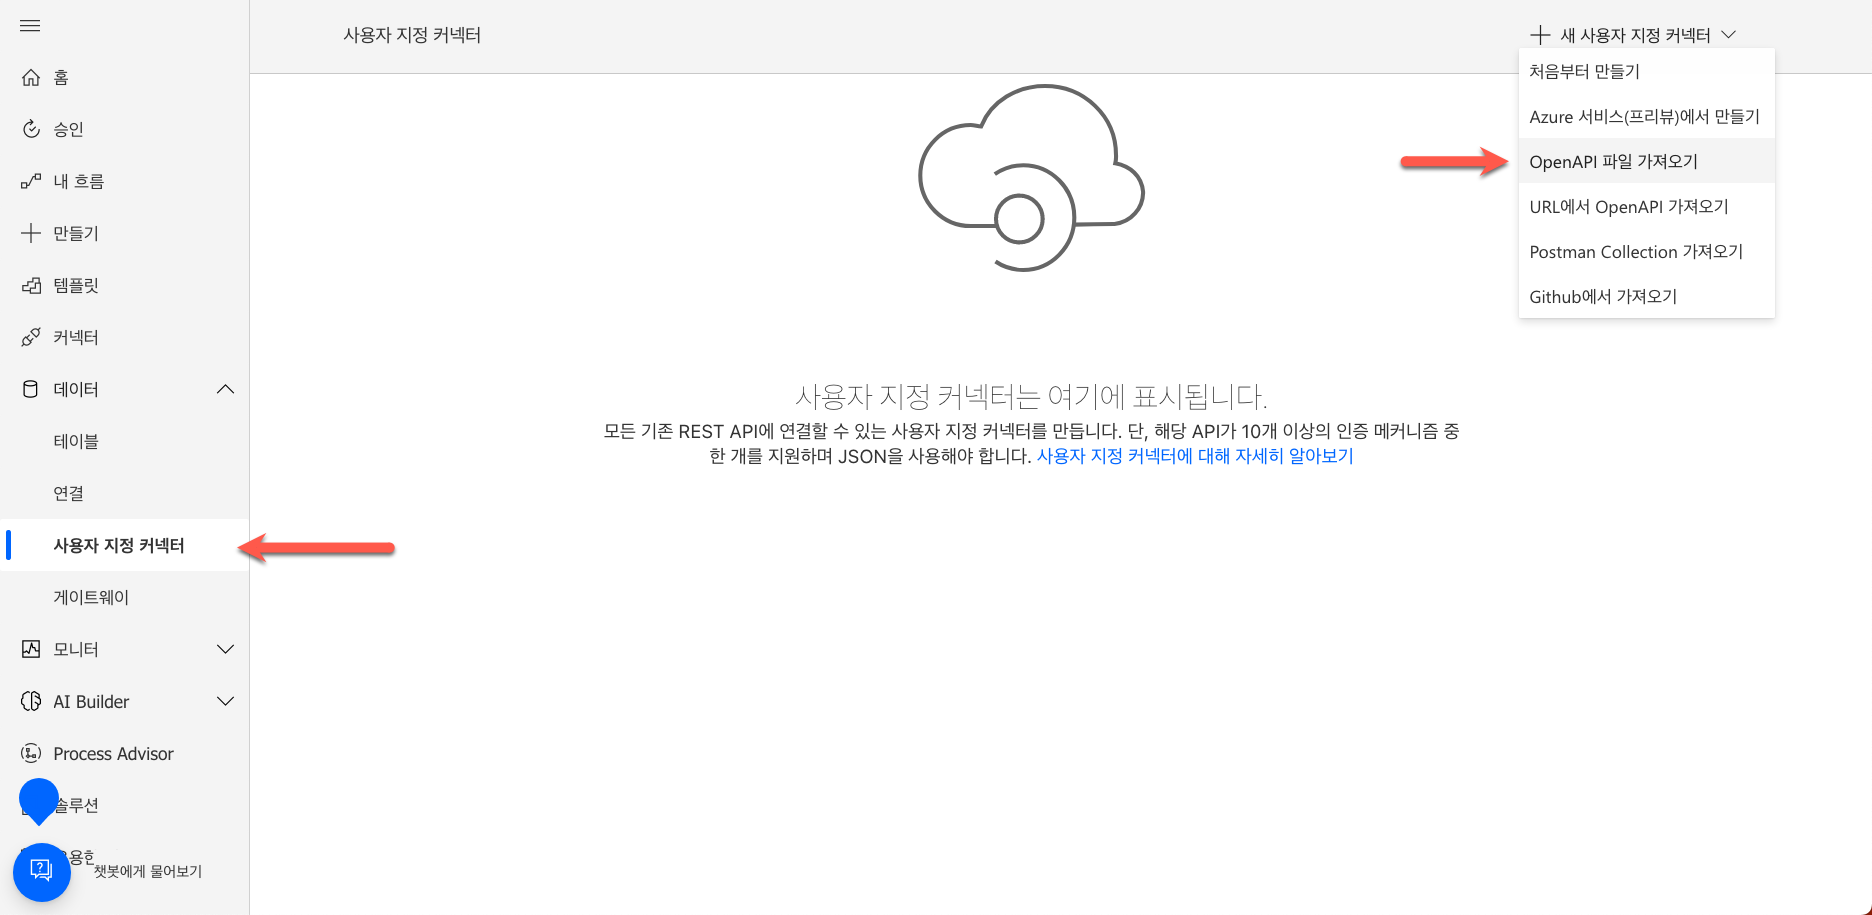 홈
승인
내 흐름
만들기
템플릿
커넥터
데이터
테이블
연결
사용자 지정 커넥터
게이트웨이
모니터
AI Builder
Process Advisor
솔루션
챗봇에게 물어보기
사용자 지정 커넥터
새 사용자 지정 커넥터
처음부터 만들기
Azure 서비스(프리뷰)에서 만들기
OpenAPI 파일 가져오기
URL에서 OpenAPI 가져오기
Postman Collection 가져오기
Github에서 가져오기
사용자 지정 커넥터는 여기에 표시됩니다.
모든 기존 REST API에 연결할 수 있는 사용자 지정 커넥터를 만듭니다. 단, 해당 API가 10개 이상의 인증 메커니즘 중
한 개를 지원하며 JSON을 사용해야 합니다. 사용자 지정 커넥터에 대해 자세히 알아보기